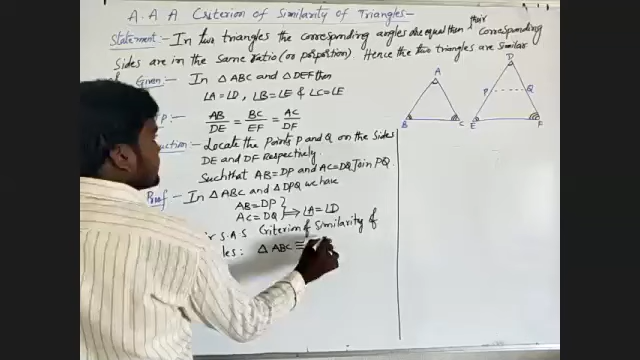 A.A.A Criterion of Similarity of Triangles:-
Statement:- In two triangles the corresponding angles are equal then their corresponding
sides are in the same ratio (or proportion) Hence the two triangles are similar
Given:- In △ABC and △DEF then
∠A=∠D, ∠B=∠E & ∠C=∠E
P:- AB/DE = BC/EF = AC/DF
uction:- Locate the Points P and Q on the Sides
DE and DF Respectively.
Such that AB=DP and AC=DQ Join PQ.
Proof:- In △ABC and △DPQ we have
AB=DP
AC=DQ } ⇒ ∠A=∠D
S.A.S Criterion of Similarity of
les: △ABC ≅
A
B
C
D
P
Q
E
F